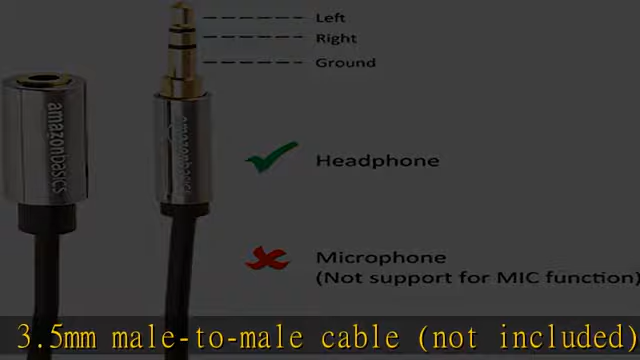 Left
Right
Ground
amazonbasics
amazonbasics
Headphone
Microphone
(Not support for MIC function)
3.5mm male-to-male cable (not included)